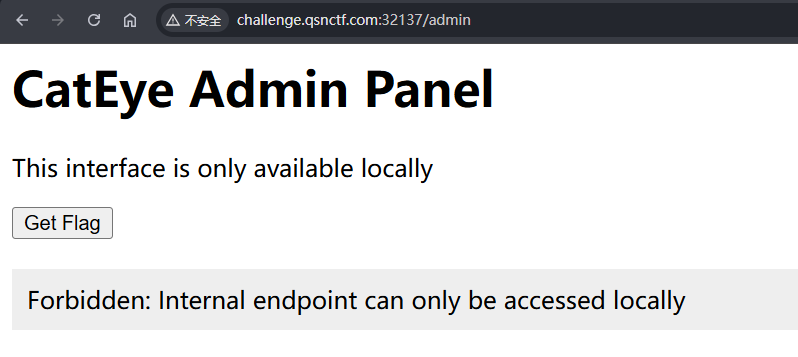 不安全 challenge.qsnctf.com:32137/admin
CatEye Admin Panel
This interface is only available locally
Get Flag
Forbidden: Internal endpoint can only be accessed locally